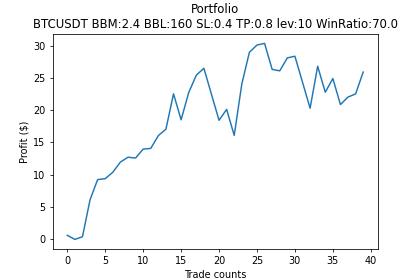 Portfolio
BTCUSDT BBM:2.4 BBL:160 SL:0.4 TP:0.8 lev:10 WinRatio:70.0
30
25
20
15
10
5
0
Profit ($)
0 5 10 15 20 25 30 35 40
Trade counts